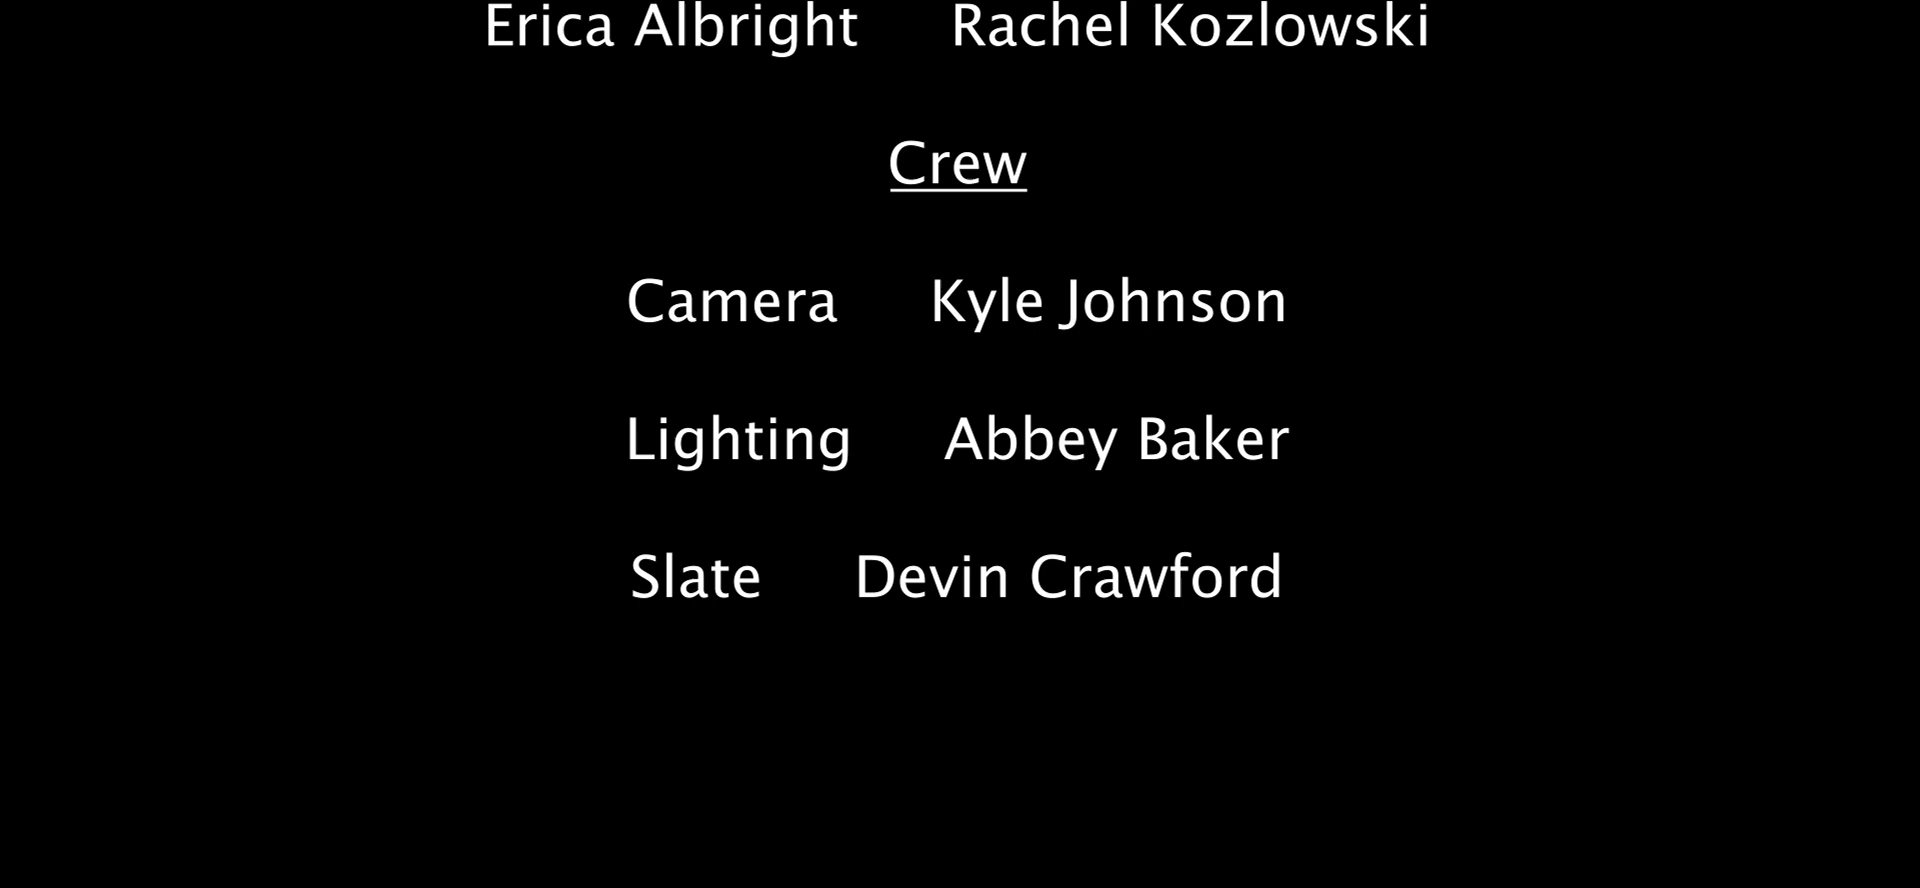 Erica Albright Rachel Kozlowski
Crew
Camera Kyle Johnson
Lighting Abbey Baker
Slate Devin Crawford